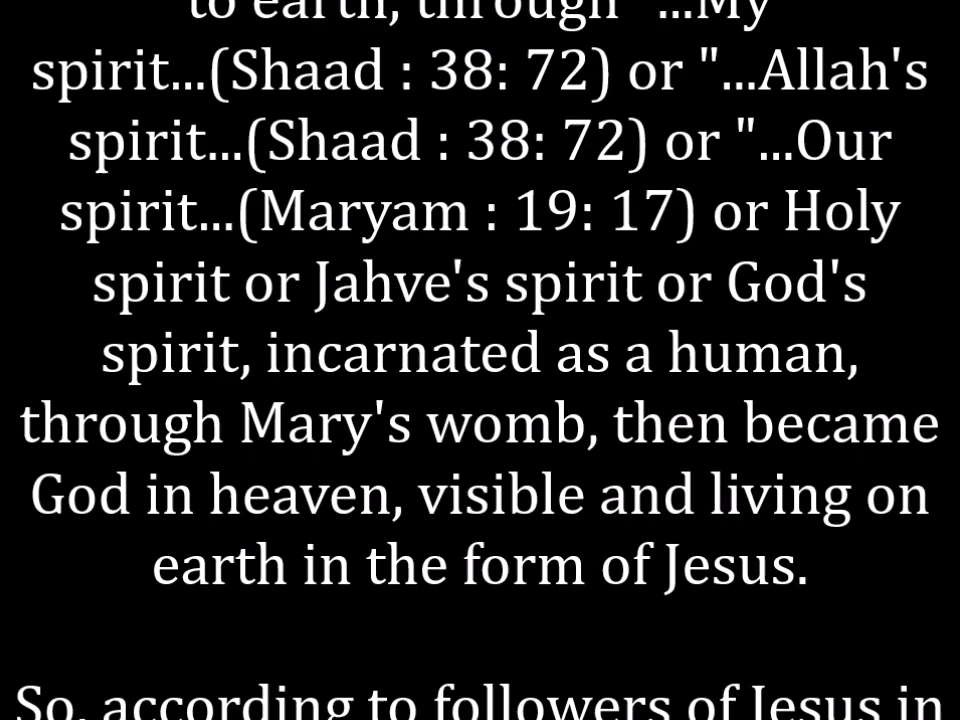 to earth, through "...My
spirit...(Shaad : 38: 72) or "...Allah's
spirit...(Shaad : 38: 72) or "...Our
spirit...(Maryam : 19: 17) or Holy
spirit or Jahve's spirit or God's
spirit, incarnated as a human,
through Mary's womb, then became
God in heaven, visible and living on
earth in the form of Jesus.
So, according to followers of Jesus in